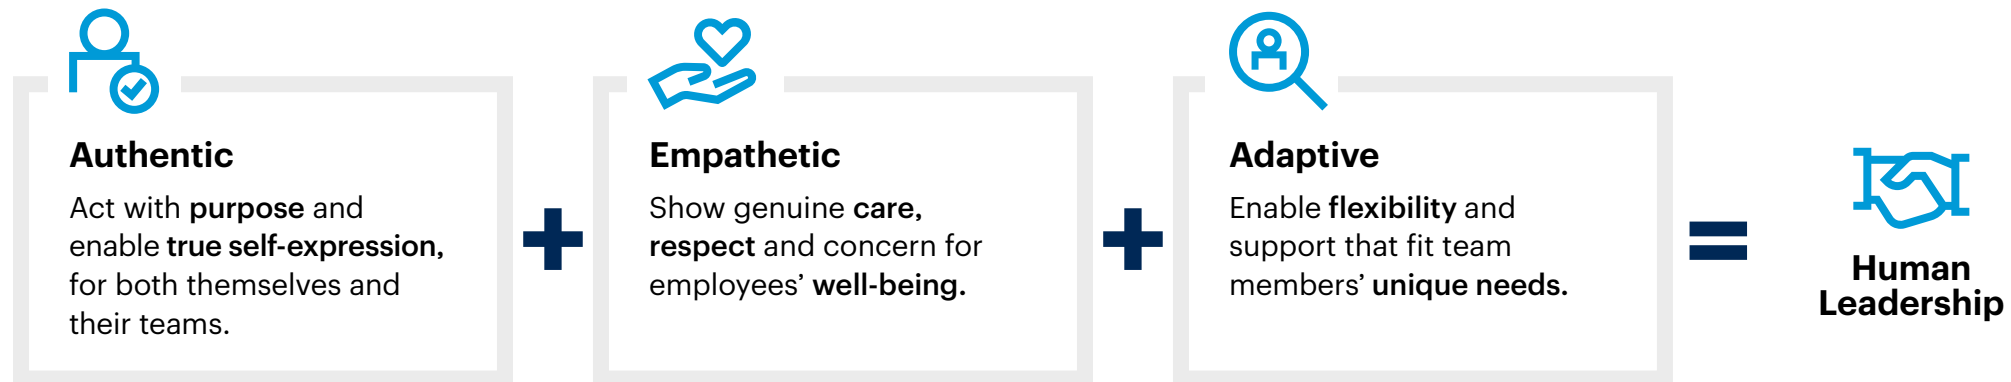 Authentic
Act with purpose and
enable true self-expression,
for both themselves and
their teams.
+
Empathetic
Show genuine care,
respect and concern for
employees’ well-being.
+
Adaptive
Enable flexibility and
support that fit team
members’ unique needs.
=
Human
Leadership